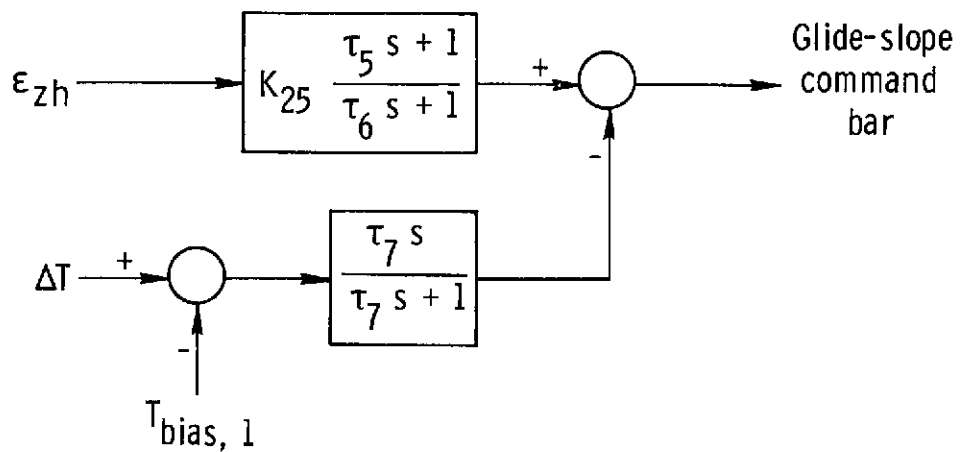 ε_zh
K_25
τ_5 s + 1
τ_6 s + 1
+
-
Glide-slope
command
bar
ΔT
+
-
τ_7 s
τ_7 s + 1
T_bias, 1